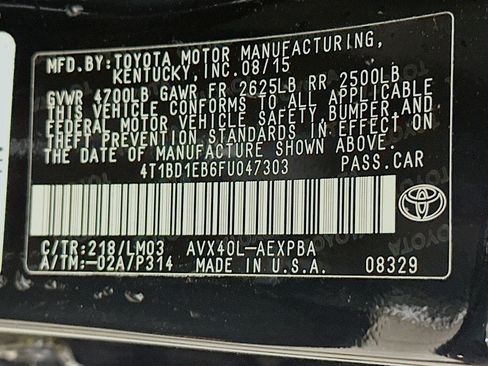 MFD.BY: TOYOTA MOTOR MANUFACTURING,
KENTUCKY, INC. 08/15
GVWR 4700LB GAWR FR 2625LB RR 2500LB
THIS VEHICLE CONFORMS TO ALL APPLICABLE
FEDERAL MOTOR VEHICLE SAFETY, BUMPER AND
THEFT PREVENTION STANDARDS IN EFFECT ON
THE DATE OF MANUFACTURE SHOWN ABOVE.
4T1BD1EB6FU047303 PASS.CAR
C/TR:218/LM03 AVX40L-AEXPBA
A/TM:-02A/P314 MADE IN U.S.A. 08329